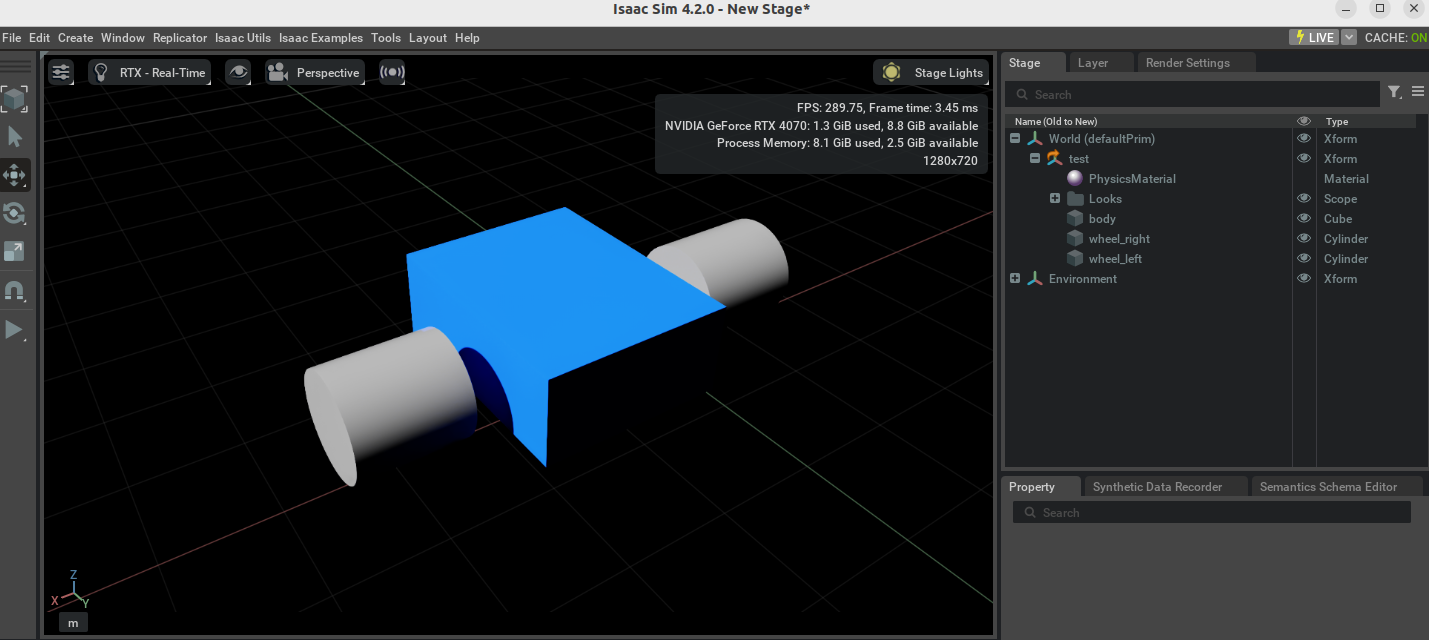 Isaac Sim 4.2.0 - New Stage*
File Edit Create Window Replicator Isaac Utils Isaac Examples Tools Layout Help
LIVE CACHE: ON
RTX - Real-Time
Perspective
Stage Lights
FPS: 289.75, Frame time: 3.45 ms
NVIDIA GeForce RTX 4070: 1.3 GiB used, 8.8 GiB available
Process Memory: 8.1 GiB used, 2.5 GiB available
1280x720
Z
X
Y
m
Stage Layer Render Settings
Search
Name (Old to New) Type
World (defaultPrim) Xform
test Xform
PhysicsMaterial Material
Looks Scope
body Cube
wheel_right Cylinder
wheel_left Cylinder
Environment Xform
Property Synthetic Data Recorder Semantics Schema Editor
Search